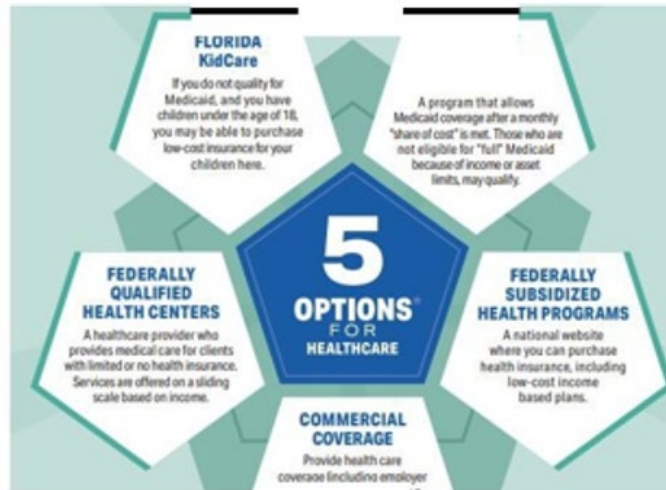 FLORIDA
KidCare
If you do not quality for
Medicaid, and you have
children under the age of 18,
you may be able to purchase
low-cost insurance for your
children here.
A program that allows
Medicaid coverage after a monthly
"share of cost" is met. Those who are
not eligible for "full" Medicaid
because of income or asset
limits, may qualify.
5
OPTIONS
FOR
HEALTHCARE
FEDERALLY
QUALIFIED
HEALTH CENTERS
A healthcare provider who
provides medical care for clients
with limited or no health insurance.
Services are offered on a sliding
scale based on income.
FEDERALLY
SUBSIDIZED
HEALTH PROGRAMS
A national website
where you can purchase
health insurance, including
low-cost income
based plans.
COMMERCIAL
COVERAGE
Provide health care
coverage (including employer